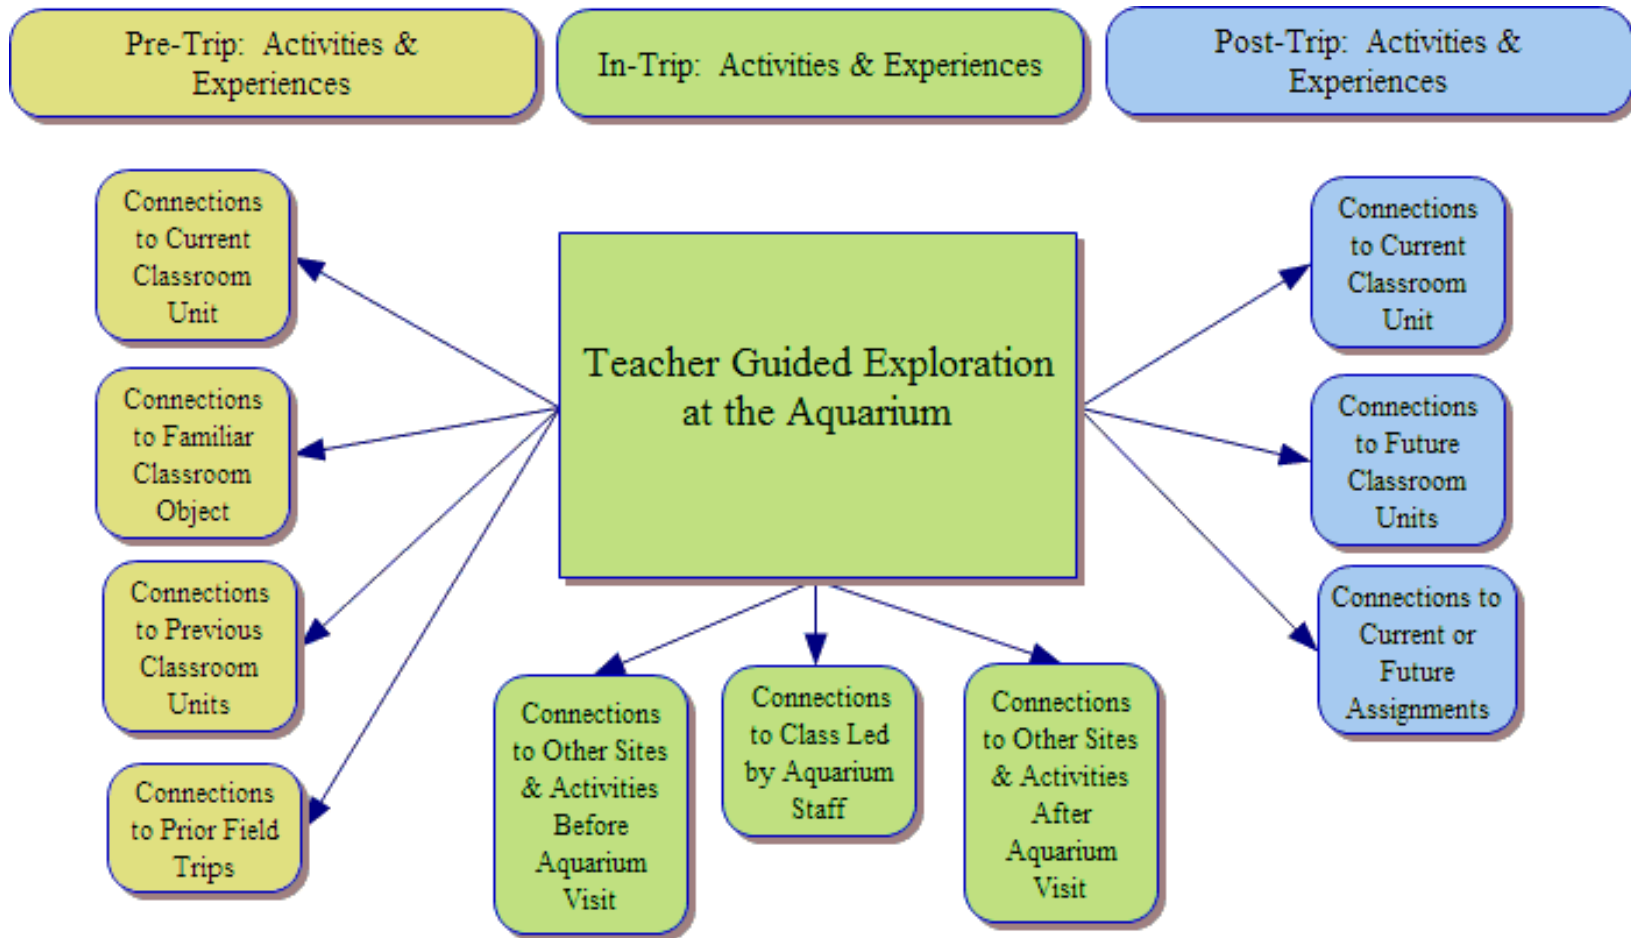 Pre-Trip: Activities &
Experiences
In-Trip: Activities & Experiences
Post-Trip: Activities &
Experiences
Connections
to Current
Classroom
Unit
Connections
to Familiar
Classroom
Object
Connections
to Previous
Classroom
Units
Connections
to Prior Field
Trips
Teacher Guided Exploration
at the Aquarium
Connections
to Other Sites
& Activities
Before
Aquarium
Visit
Connections
to Class Led
by Aquarium
Staff
Connections
to Other Sites
& Activities
After
Aquarium
Visit
Connections
to Current
Classroom
Unit
Connections
to Future
Classroom
Units
Connections to
Current or
Future
Assignments